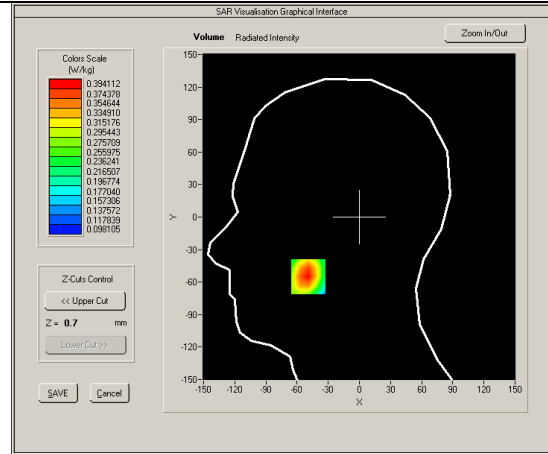 SAR Visualisation Graphical Interface
Volume Radiated Intensity
Zoom In/Out
Colors Scale
(W/kg)
0.394112
0.374378
0.354644
0.334910
0.315176
0.295443
0.275709
0.255975
0.236241
0.216507
0.196774
0.177040
0.157306
0.137572
0.117839
0.098105
Z-Cuts Control
<< Upper Cut
Z = 0.7 mm
Lower Cut >>
SAVE Cancel
150
120
90
60
30
0
-30
-60
-90
-120
-150
Y
-150 -120 -90 -60 -30 0 30 60 90 120 150
X